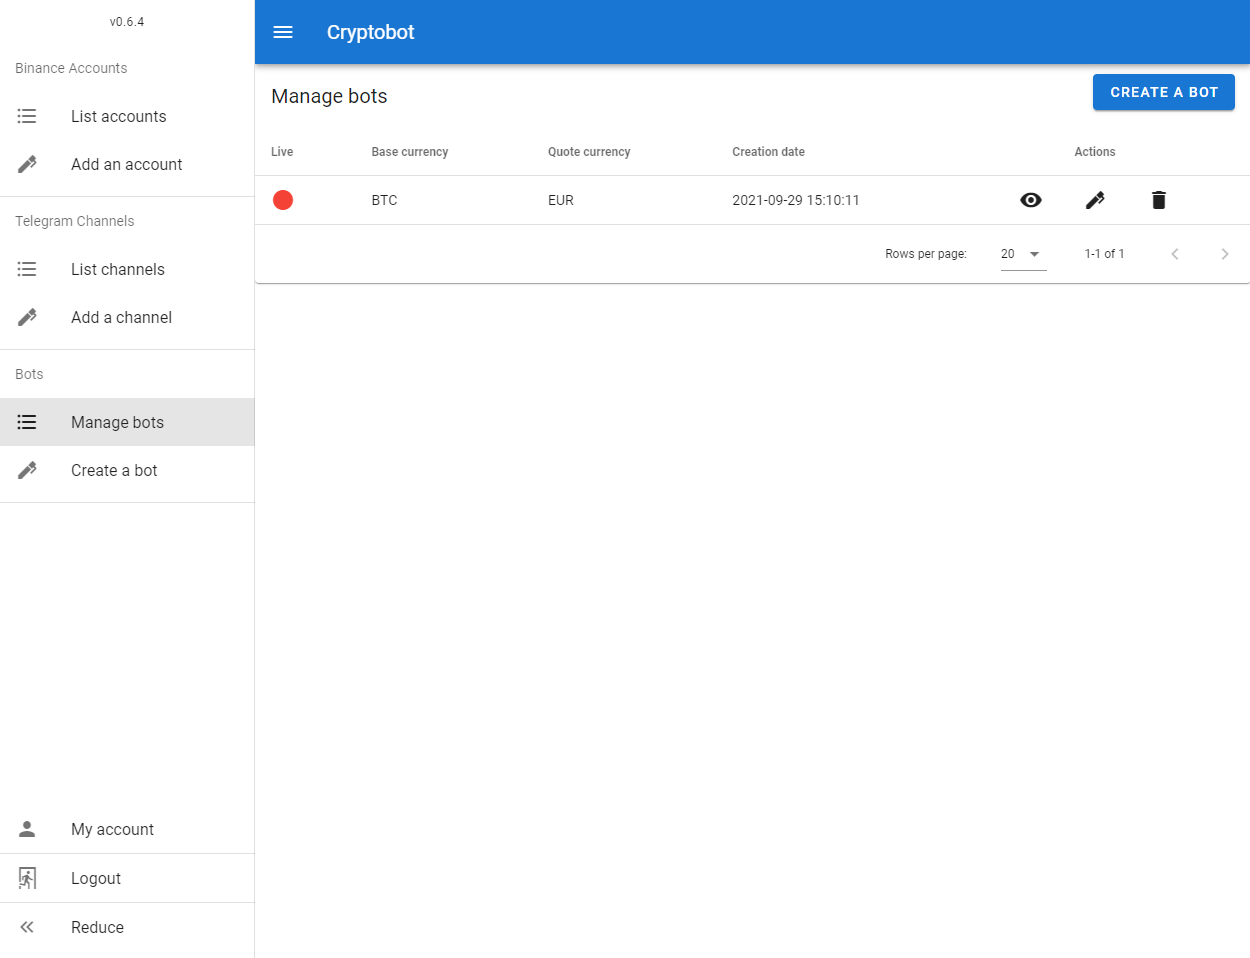 v0.6.4
Binance Accounts
List accounts
Add an account
Telegram Channels
List channels
Add a channel
Bots
Manage bots
Create a bot
My account
Logout
Reduce
Cryptobot
Manage bots
CREATE A BOT
Live Base currency Quote currency Creation date Actions
BTC EUR 2021-09-29 15:10:11
Rows per page: 20 1-1 of 1